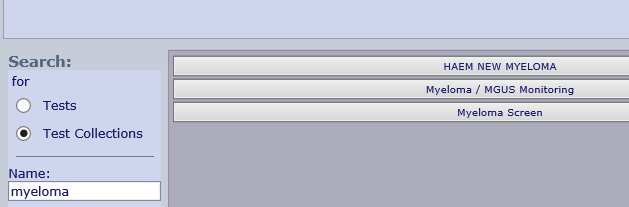 Search:
for
Tests
Test Collections
Name:
myeloma
HAEM NEW MYELOMA
Myeloma / MGUS Monitoring
Myeloma Screen